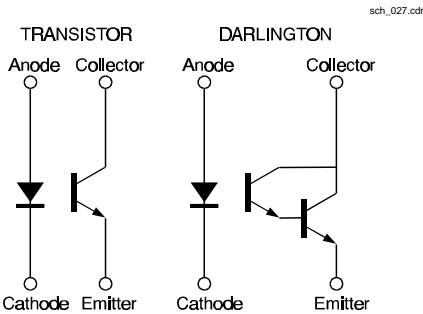 sch_027.cdr
TRANSISTOR DARLINGTON
Anode Collector Anode Collector
Cathode Emitter Cathode Emitter